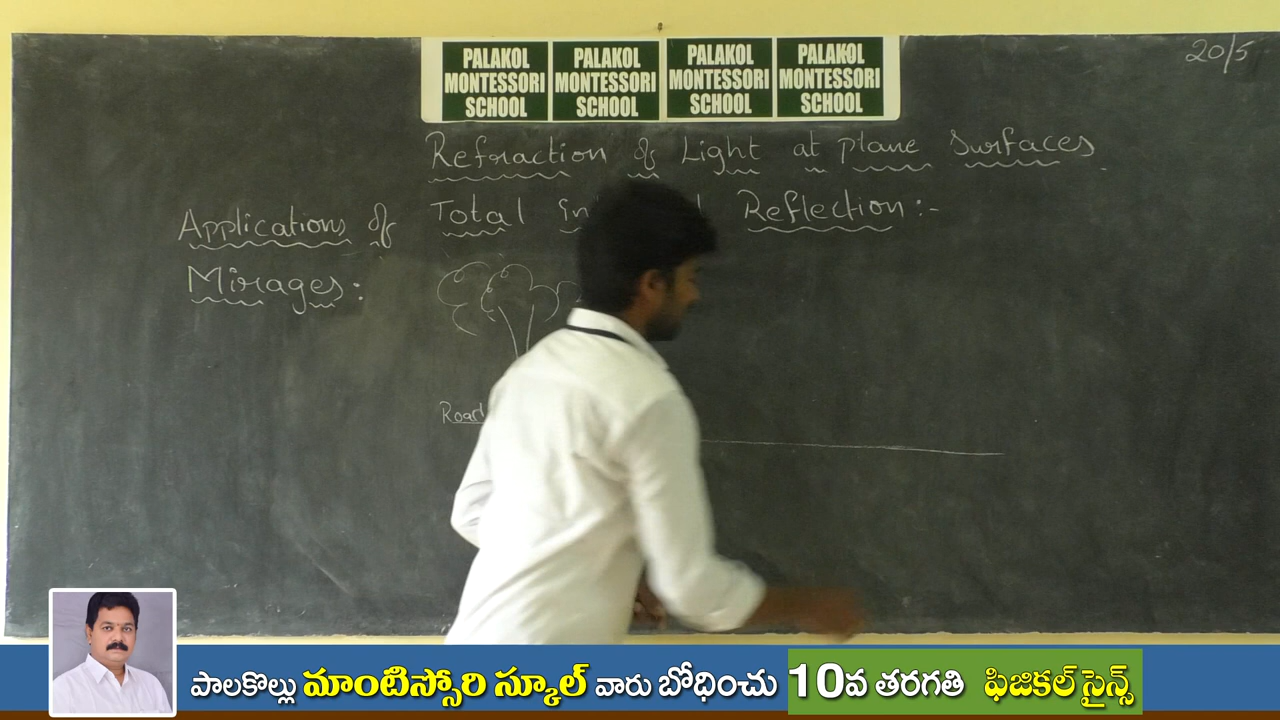 PALAKOL MONTESSORI SCHOOL
PALAKOL MONTESSORI SCHOOL
PALAKOL MONTESSORI SCHOOL
PALAKOL MONTESSORI SCHOOL
20/5
Refraction of Light at plane Surfaces
Applications of Total In l Reflection:-
Mirages:
Road
పాలకొల్లు మాంటిస్సోరి స్కూల్ వారు బోధించు 10వ తరగతి ఫిజికల్ సైన్స్